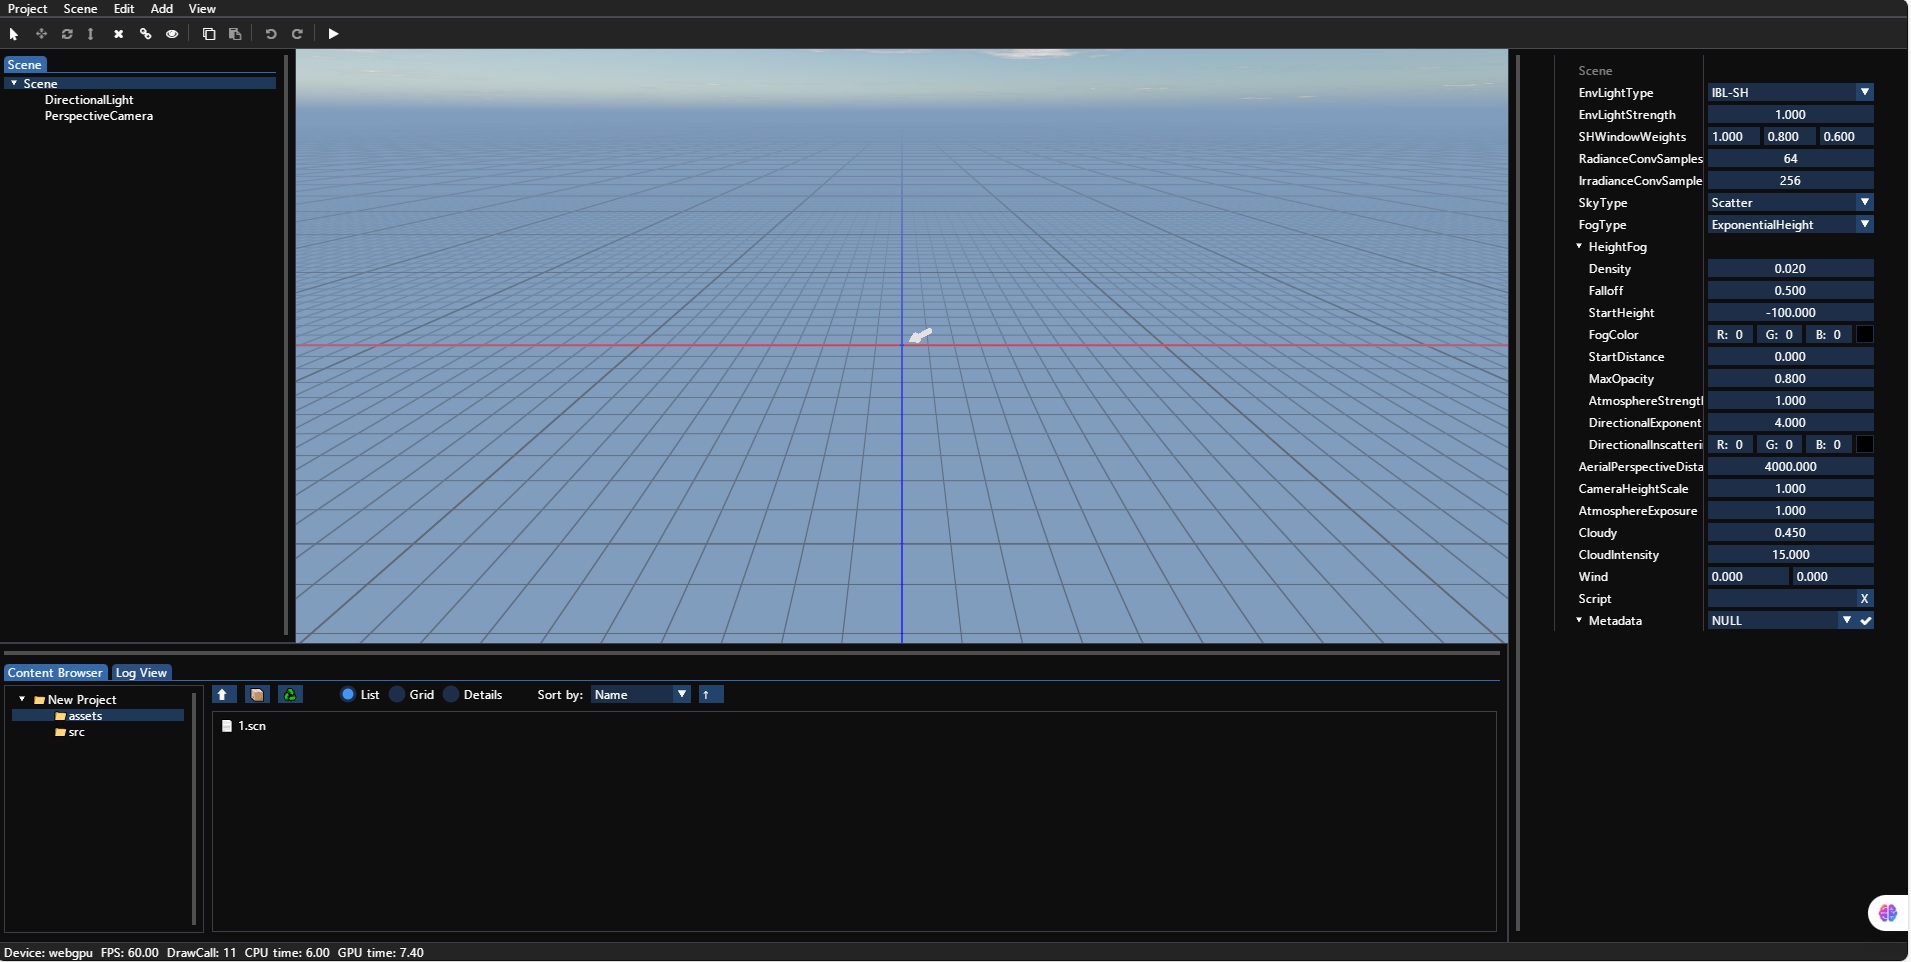 Project Scene Edit Add View
Scene
Scene
DirectionalLight
PerspectiveCamera
Scene
EnvLightType IBL-SH
EnvLightStrength 1.000
SHWindowWeights 1.000 0.800 0.600
RadianceConvSamples 64
IrradianceConvSample 256
SkyType Scatter
FogType ExponentialHeight
HeightFog
Density 0.020
Falloff 0.500
StartHeight -100.000
FogColor R: 0 G: 0 B: 0
StartDistance 0.000
MaxOpacity 0.800
AtmosphereStrengtl 1.000
DirectionalExponent 4.000
DirectionalInscatteri R: 0 G: 0 B: 0
AerialPerspectiveDista 4000.000
CameraHeightScale 1.000
AtmosphereExposure 1.000
Cloudy 0.450
CloudIntensity 15.000
Wind 0.000 0.000
Script X
Metadata NULL
Content Browser Log View
New Project
assets
src
List Grid Details Sort by: Name ↑
1.scn
Device: webgpu FPS: 60.00 DrawCall: 11 CPU time: 6.00 GPU time: 7.40